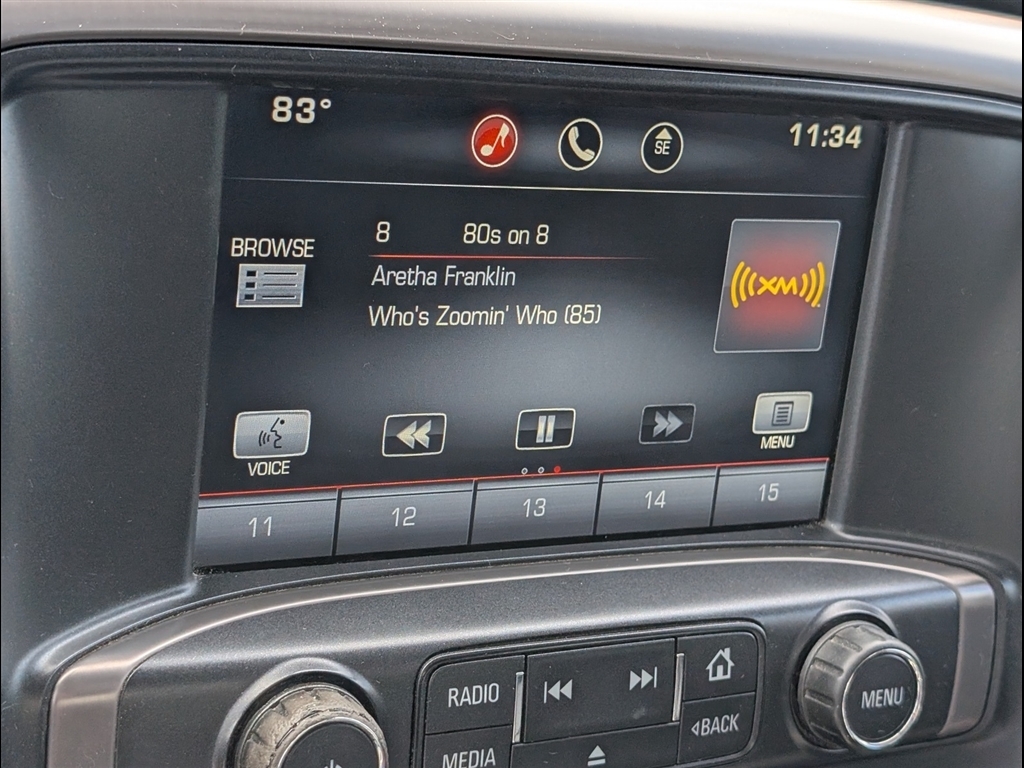 83°
SE
11:34
BROWSE
8 80s on 8
Aretha Franklin
Who's Zoomin' Who (85)
XM
VOICE
MENU
11 12 13 14 15
RADIO
MEDIA
BACK
MENU